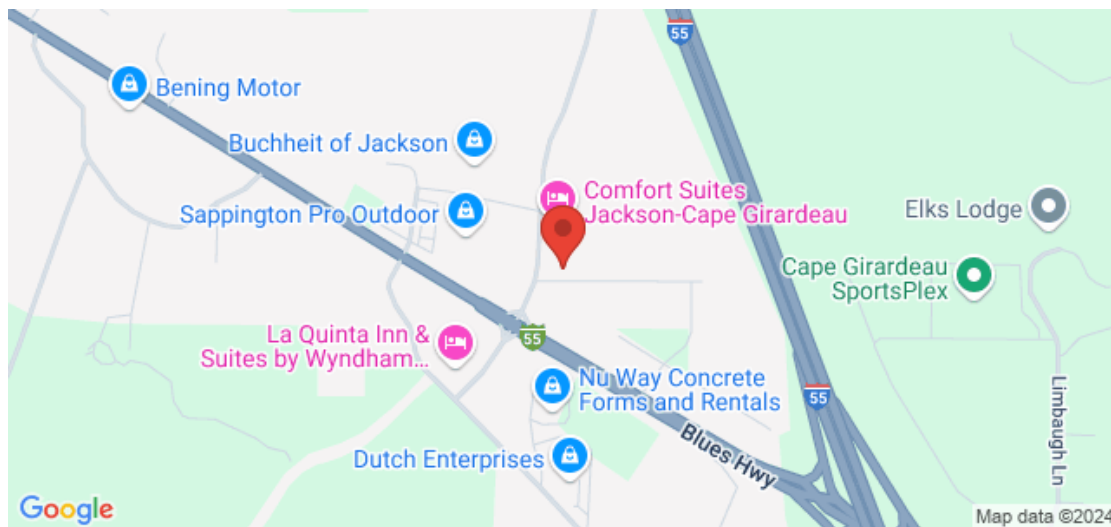 55
Bening Motor
Buchheit of Jackson
Comfort Suites
Jackson-Cape Girardeau
Sappington Pro Outdoor
Elks Lodge
Cape Girardeau
SportsPlex
La Quinta Inn &
Suites by Wyndham...
55
Nu Way Concrete
Forms and Rentals
55
Blues Hwy
Limbaugh Ln
Dutch Enterprises
Google
Map data ©2024